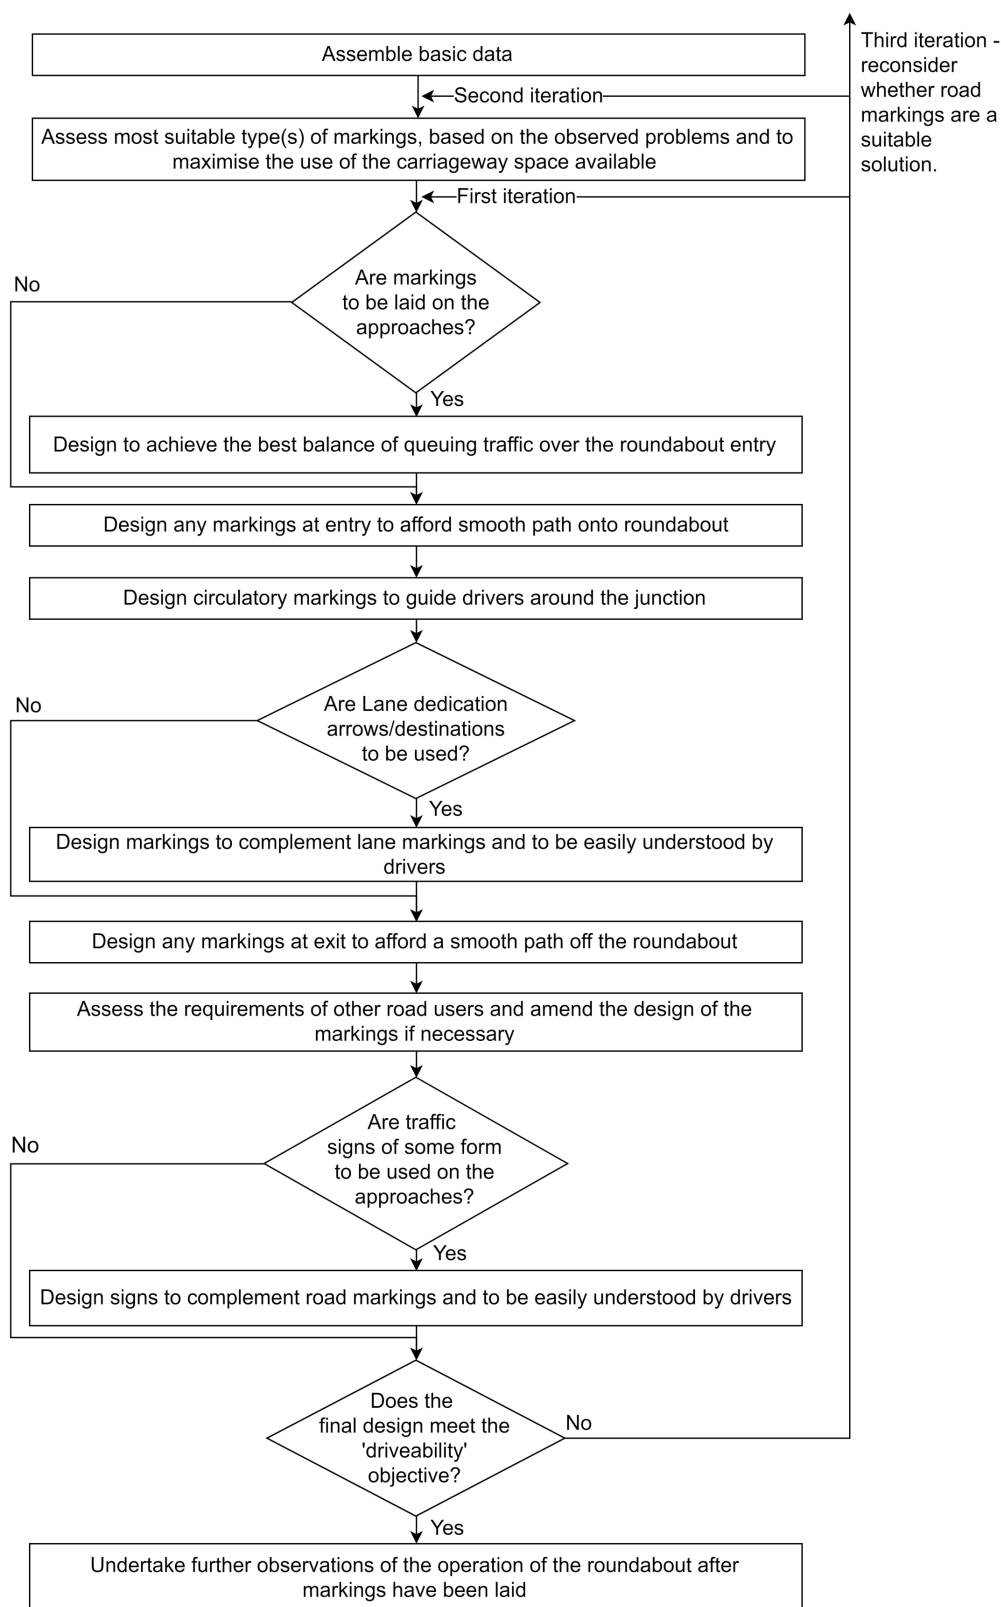 Assemble basic data
Third iteration -
reconsider
whether road
markings are a
suitable
solution.
Second iteration
Assess most suitable type(s) of markings, based on the observed problems and to
maximise the use of the carriageway space available
First iteration
Are markings
to be laid on the
approaches?
No
Yes
Design to achieve the best balance of queuing traffic over the roundabout entry
Design any markings at entry to afford smooth path onto roundabout
Design circulatory markings to guide drivers around the junction
Are Lane dedication
arrows/destinations
to be used?
No
Yes
Design markings to complement lane markings and to be easily understood by
drivers
Design any markings at exit to afford a smooth path off the roundabout
Assess the requirements of other road users and amend the design of the
markings if necessary
Are traffic
signs of some form
to be used on the
approaches?
No
Yes
Design signs to complement road markings and to be easily understood by drivers
Does the
final design meet the
'driveability'
objective?
No
Yes
Undertake further observations of the operation of the roundabout after
markings have been laid